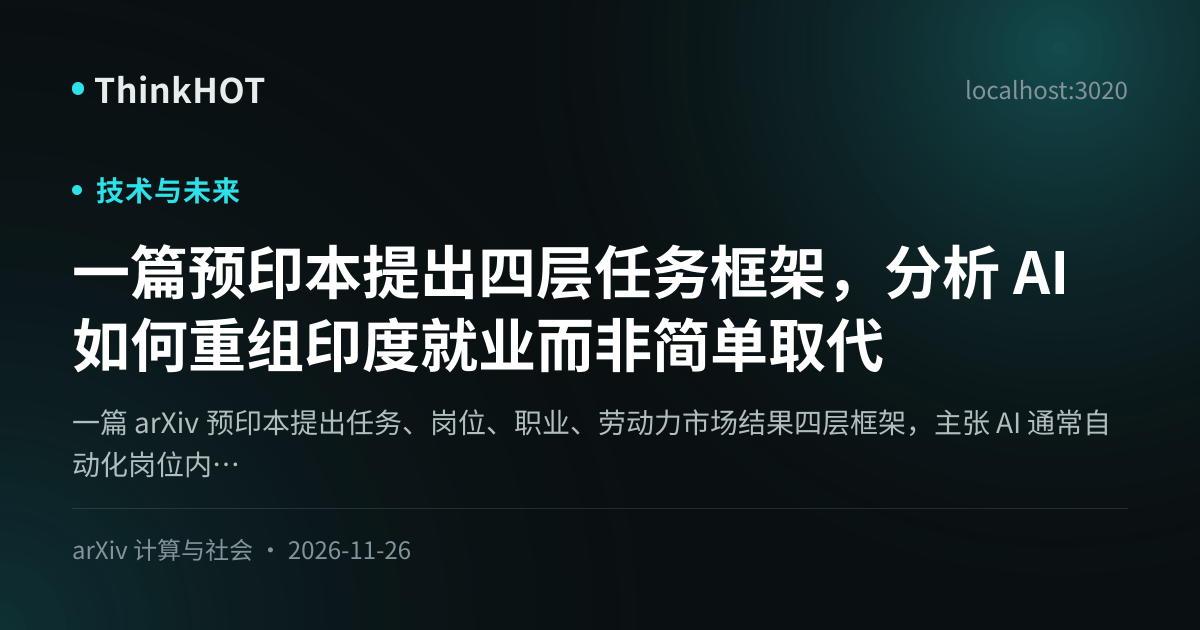 ThinkHOT
localhost:3020
技术与未来
一篇预印本提出四层任务框架，分析 AI
如何重组印度就业而非简单取代
一篇 arXiv 预印本提出任务、岗位、职业、劳动力市场结果四层框架，主张 AI 通常自
动化岗位内…
arXiv 计算与社会 · 2026-11-26